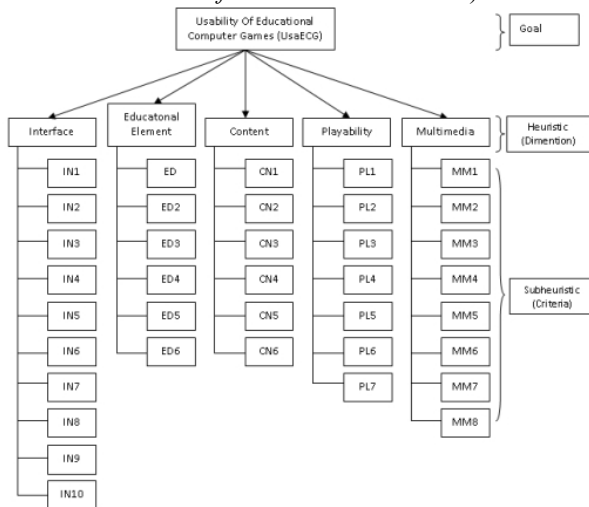 Usability Of Educational
Computer Games (UsaECG)
Goal
Interface
Educatonal
Element
Content
Playability
Multimedia
Heuristic
(Dimention)
IN1
ED
CN1
PL1
MM1
IN2
ED2
CN2
PL2
MM2
IN3
ED3
CN3
PL3
MM3
IN4
ED4
CN4
PL4
MM4
Subheuristic
(Criteria)
IN5
ED5
CN5
PL5
MM5
IN6
ED6
CN6
PL6
MM6
IN7
PL7
MM7
IN8
MM8
IN9
IN10